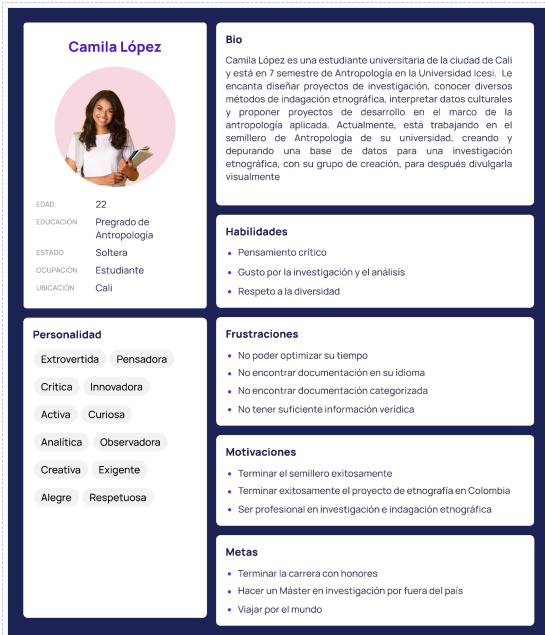 Camila López
EDAD 22
EDUCACIÓN Pregrado de
Antropología
ESTADO Soltera
OCUPACIÓN Estudiante
UBICACIÓN Cali
Personalidad
Extrovertida Pensadora
Crítica Innovadora
Activa Curiosa
Analítica Observadora
Creativa Exigente
Alegre Respetuosa
Bio
Camila López es una estudiante universitaria de la ciudad de Cali
y está en 7 semestre de Antropología en la Universidad Icesi. Le
encanta diseñar proyectos de investigación, conocer diversos
métodos de indagación etnográfica, interpretar datos culturales
y proponer proyectos de desarrollo en el marco de la
antropología aplicada. Actualmente, está trabajando en el
semillero de Antropología de su universidad, creando y
depurando una base de datos para una investigación
etnográfica, con su grupo de creación, para después divulgarla
visualmente
Habilidades
Pensamiento crítico
Gusto por la investigación y el análisis
Respeto a la diversidad
Frustraciones
No poder optimizar su tiempo
No encontrar documentación en su idioma
No encontrar documentación categorizada
No tener suficiente información verídica
Motivaciones
Terminar el semillero exitosamente
Terminar exitosamente el proyecto de etnografía en Colombia
Ser profesional en investigación e indagación etnográfica
Metas
Terminar la carrera con honores
Hacer un Máster en investigación por fuera del país
Viajar por el mundo